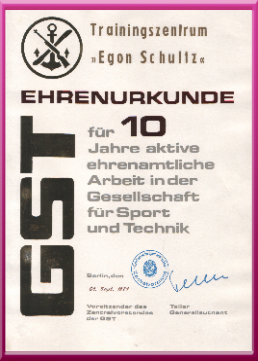 Trainingszentrum
»Egon Schultz«
EHRENURKUNDE
GST
für 10
Jahre aktive
ehrenamtliche
Arbeit in der
Gesellschaft
für Sport
und Technik
Berlin, den
Vorsitzender des
Zentralvorstandes
der GST
Teller
Generalleutnant